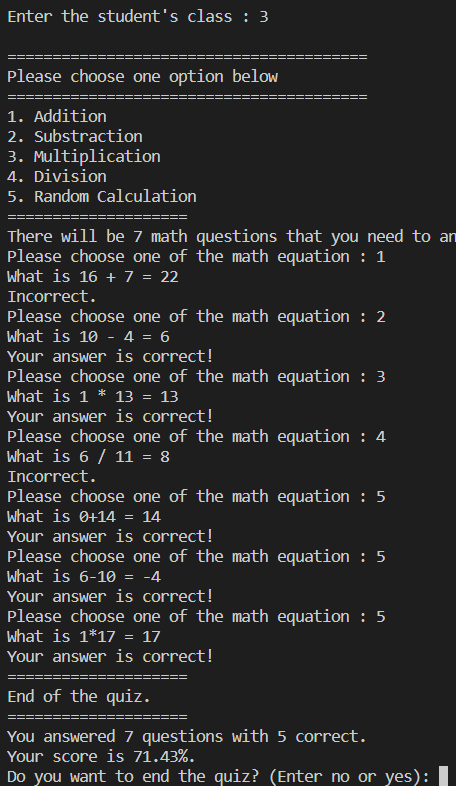 Enter the student's class : 3
========================================
Please choose one option below
========================================
1. Addition
2. Substraction
3. Multiplication
4. Division
5. Random Calculation
====================
There will be 7 math questions that you need to
Please choose one of the math equation : 1
What is 16 + 7 = 22
Incorrect.
Please choose one of the math equation : 2
What is 10 - 4 = 6
Your answer is correct!
Please choose one of the math equation : 3
What is 1 * 13 = 13
Your answer is correct!
Please choose one of the math equation : 4
What is 6 / 11 = 8
Incorrect.
Please choose one of the math equation : 5
What is 0+14 = 14
Your answer is correct!
Please choose one of the math equation : 5
What is 6-10 = -4
Your answer is correct!
Please choose one of the math equation : 5
What is 1*17 = 17
Your answer is correct!
====================
End of the quiz.
====================
You answered 7 questions with 5 correct.
Your score is 71.43%.
Do you want to end the quiz? (Enter no or yes):